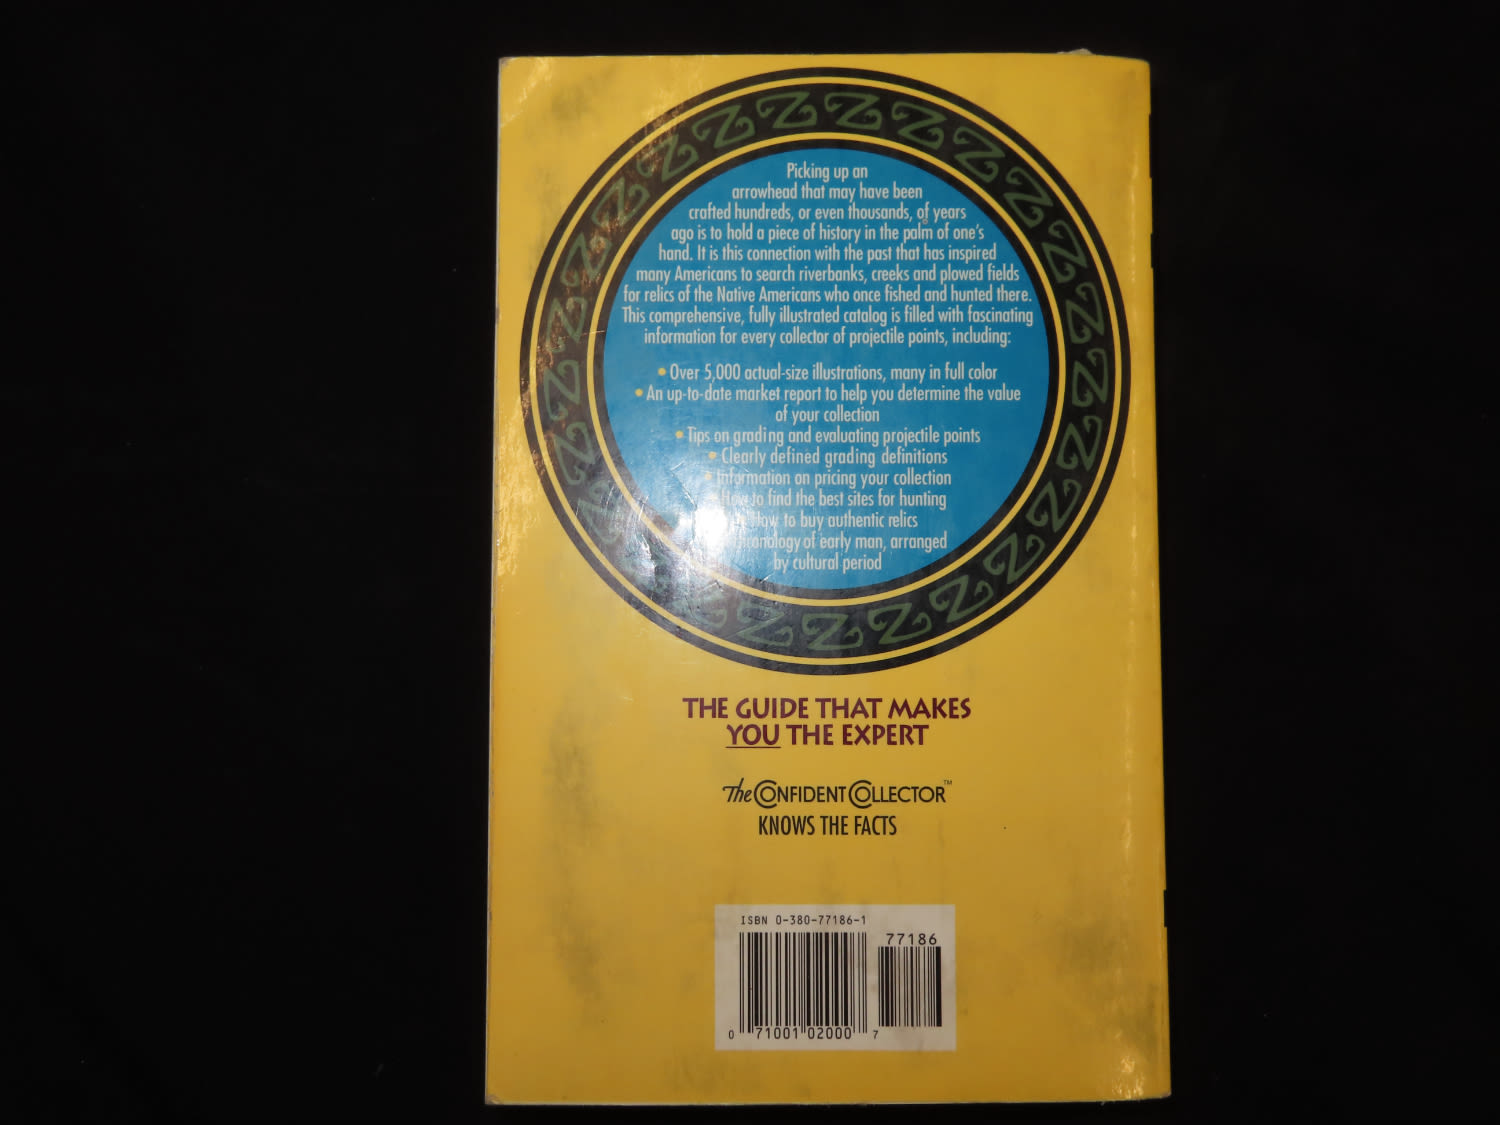 Picking up an
arrowhead that may have been
crafted hundreds, or even thousands, of years
ago is to hold a piece of history in the palm of one's
hand. It is this connection with the past that has inspired
many Americans to search riverbanks, creeks and plowed fields
for relics of the Native Americans who once fished and hunted there.
This comprehensive, fully illustrated catalog is filled with fascinating
information for every collector of projectile points, including:
• Over 5,000 actual-size illustrations, many in full color
• An up-to-date market report to help you determine the value
of your collection
• Tips on grading and evaluating projectile points
• Clearly defined grading definitions
• Information on pricing your collection
How to find the best sites for hunting
How to buy authentic relics
of early man, arranged
by cultural period
THE GUIDE THAT MAKES
YOU THE EXPERT
The CONFIDENT COLLECTOR™
KNOWS THE FACTS
ISBN 0-380-77186-1
77186
0 71001 02000 7